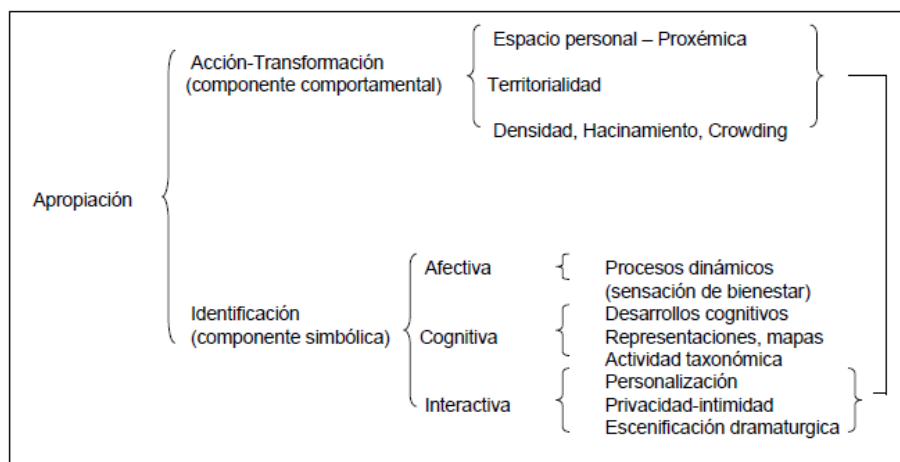 Espacio personal – Proxémica
Acción-Transformación
(componente comportamental)
Territorialidad
Densidad, Hacinamiento, Crowding
Apropiación
Afectiva
Procesos dinámicos
(sensación de bienestar)
Identificación
(componente simbólica)
Cognitiva
Desarrollos cognitivos
Representaciones, mapas
Actividad taxonómica
Interactiva
Personalización
Privacidad-intimidad
Escenificación dramaturgica